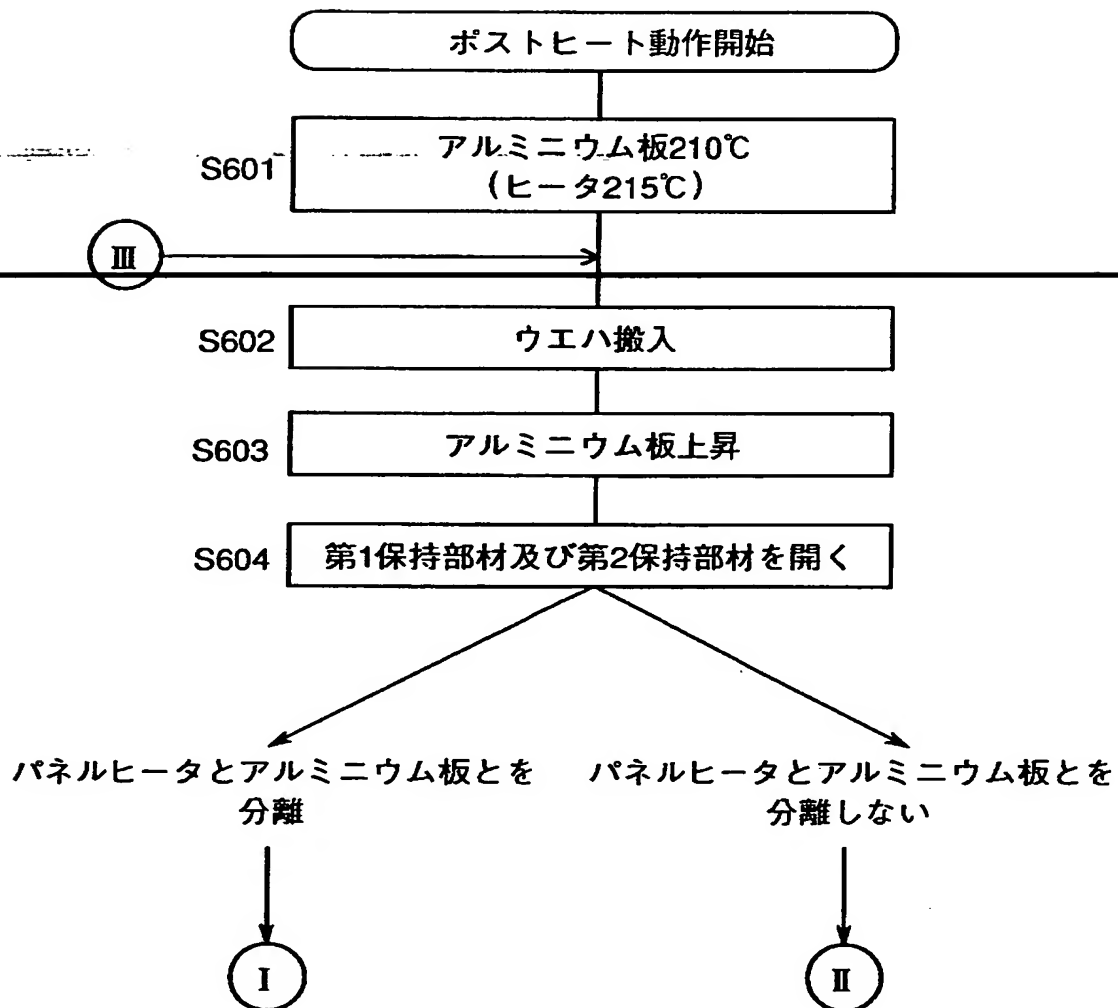 ポストヒート動作開始
S601
アルミニウム板210℃
(ヒータ215℃)
Ⅲ
S602
ウエハ搬入
S603
アルミニウム板上昇
S604
第1保持部材及び第2保持部材を開く
パネルヒータとアルミニウム板とを
分離
パネルヒータとアルミニウム板とを
分離しない
Ⅰ
Ⅱ